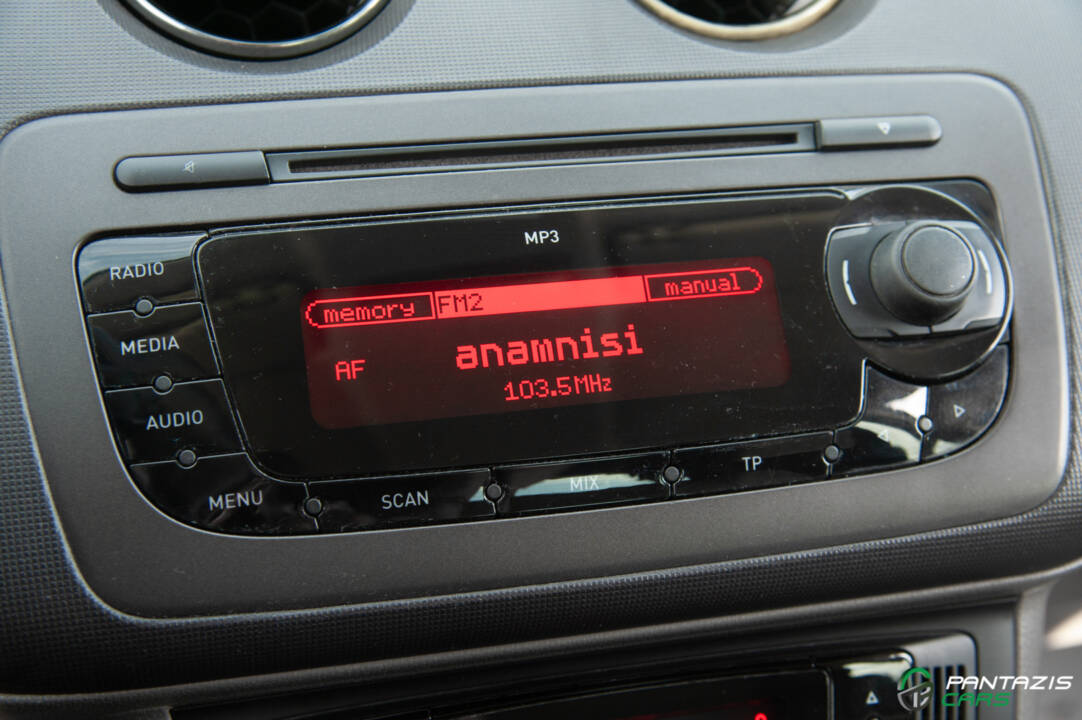 MP3
RADIO
memory FM2 manual
MEDIA
anamnisi
AF
103.5MHz
AUDIO
MENU SCAN MIX TP
PANTAZIS
CARS